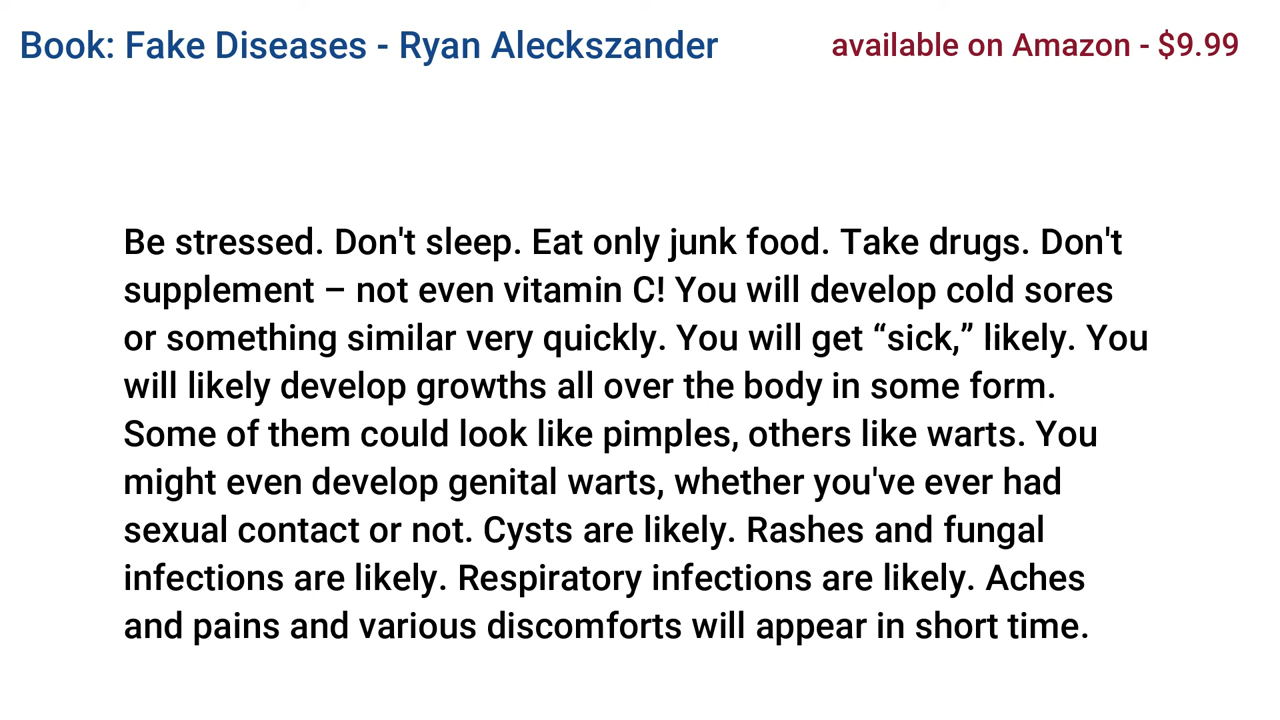 Book: Fake Diseases - Ryan Aleckszander
available on Amazon - $9.99
Be stressed. Don't sleep. Eat only junk food. Take drugs. Don't
supplement – not even vitamin C! You will develop cold sores
or something similar very quickly. You will get “sick,” likely. You
will likely develop growths all over the body in some form.
Some of them could look like pimples, others like warts. You
might even develop genital warts, whether you've ever had
sexual contact or not. Cysts are likely. Rashes and fungal
infections are likely. Respiratory infections are likely. Aches
and pains and various discomforts will appear in short time.